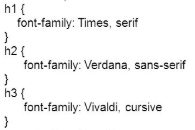 h1 {
font-family: Times, serif
}
h2 {
font-family: Verdana, sans-serif
}
h3 {
font-family: Vivaldi, cursive
}